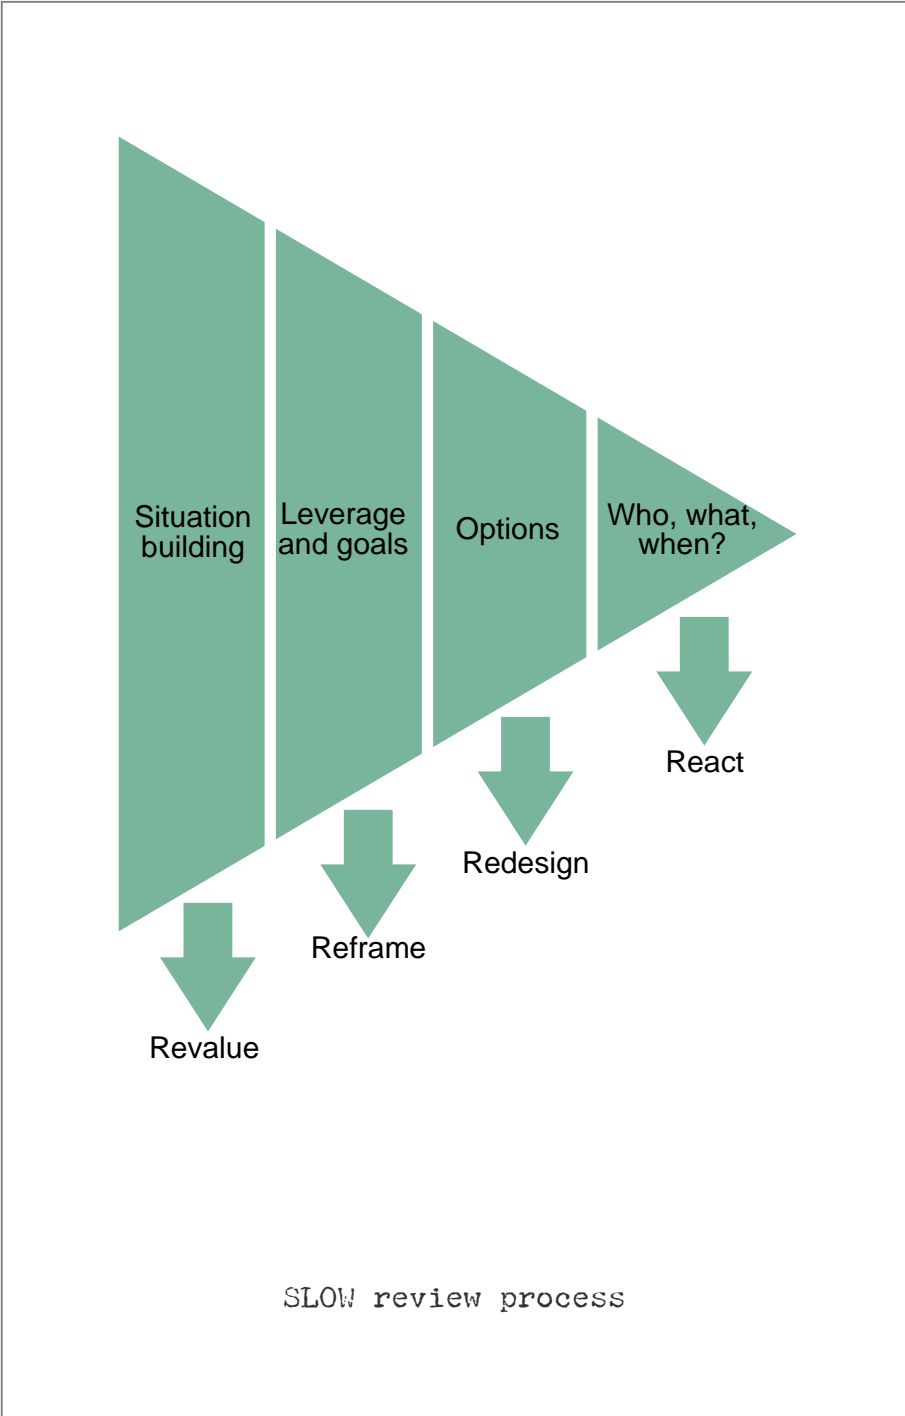 Situation
building
Leverage
and goals
Options
Who, what,
when?
React
Redesign
Reframe
Revalue
SLOW review process